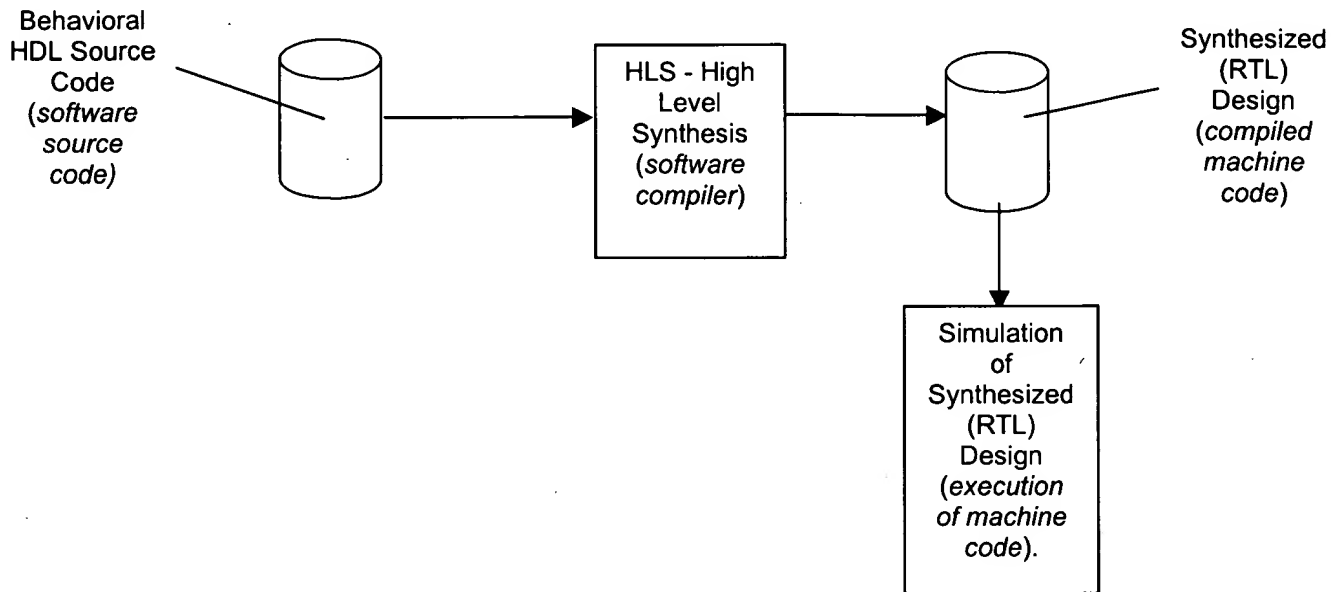 Behavioral
HDL Source
Code
(software
source
code)
HLS - High
Level
Synthesis
(software
compiler)
Synthesized
(RTL)
Design
(compiled
machine
code)
Simulation
of
Synthesized
(RTL)
Design
(execution
of machine
code).